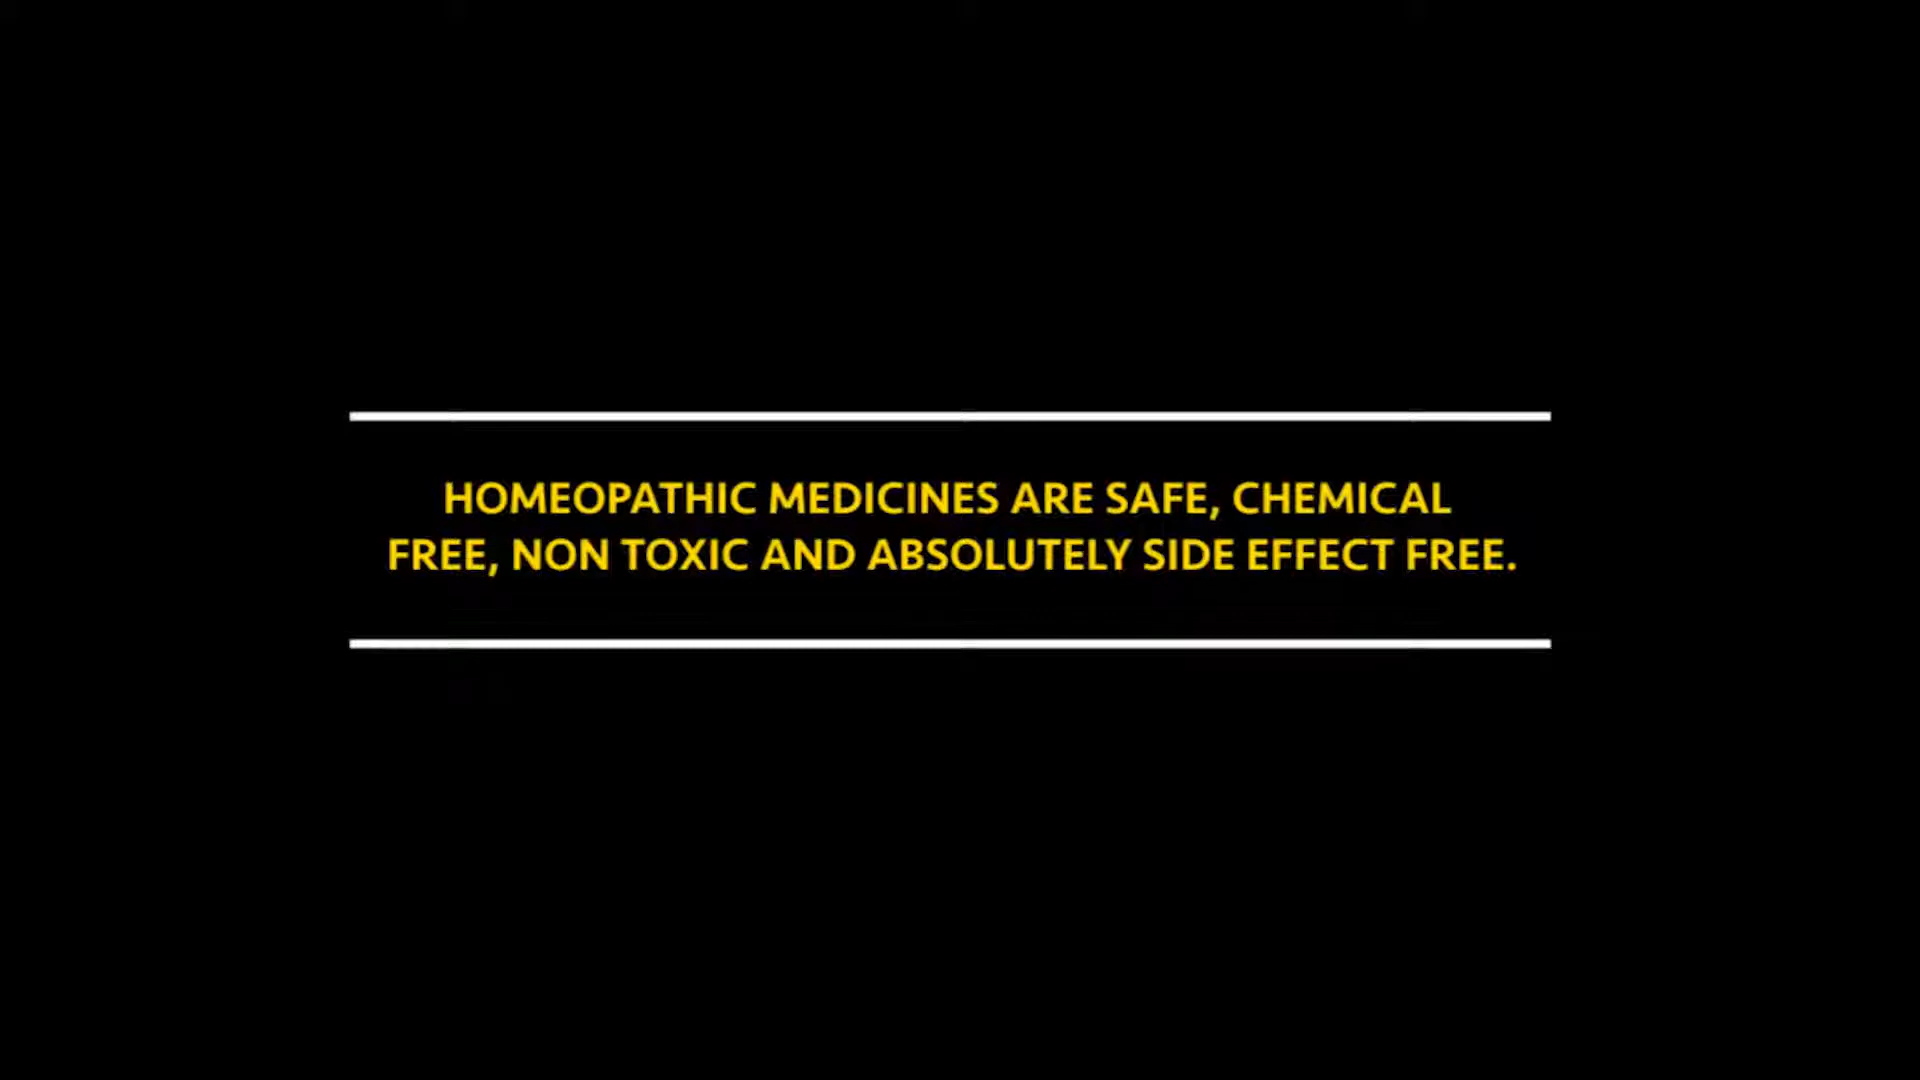 HOMEOPATHIC MEDICINES ARE SAFE, CHEMICAL
FREE, NON TOXIC AND ABSOLUTELY SIDE EFFECT FREE.